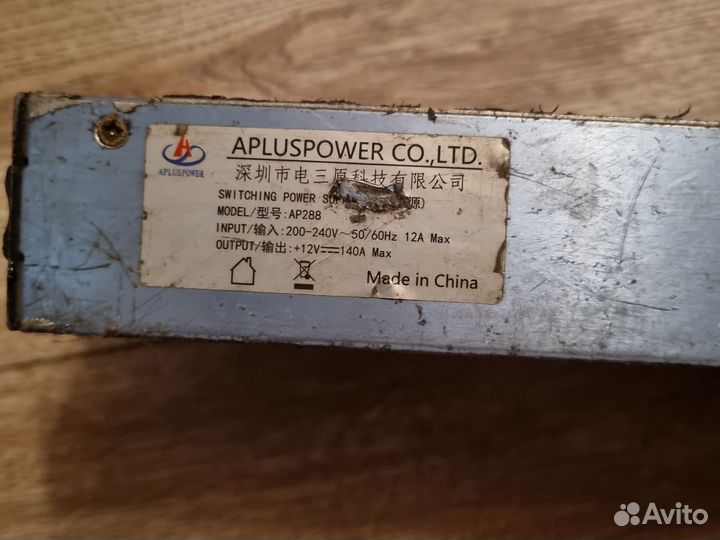 APLUSPOWER
APLUSPOWER CO.,LTD.
深圳市电三原科技有限公司
SWITCHING POWER 源)
MODEL/型号: AP288
INPUT/输入: 200-240V～50/60Hz 12A Max
OUTPUT/输出: +12V⎓140A Max
Made in China
Avito